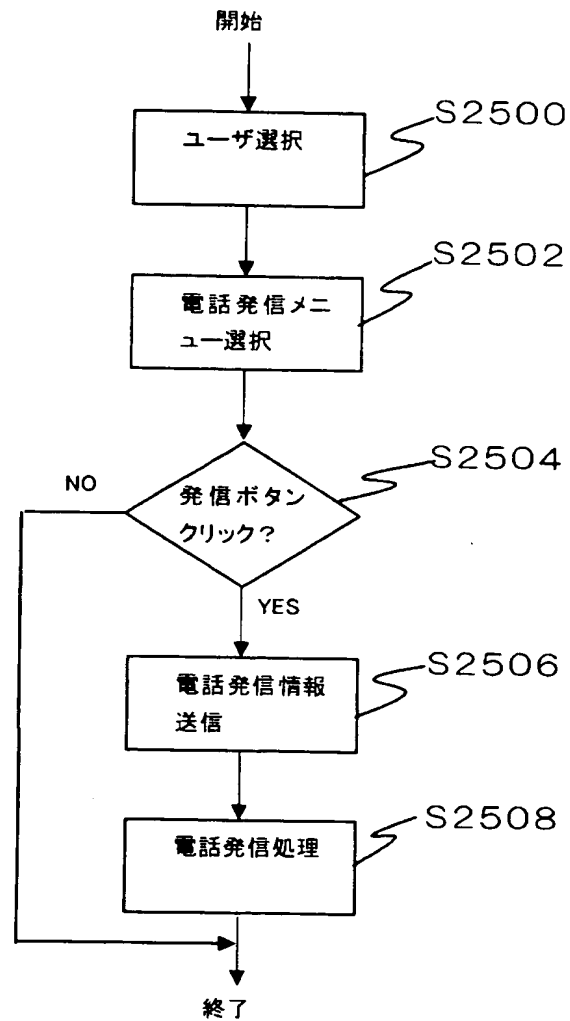 開始
ユーザ選択
S2500
電話発信メニ
ュー選択
S2502
発信ボタン
クリック?
S2504
NO
YES
電話発信情報
送信
S2506
電話発信処理
S2508
終了